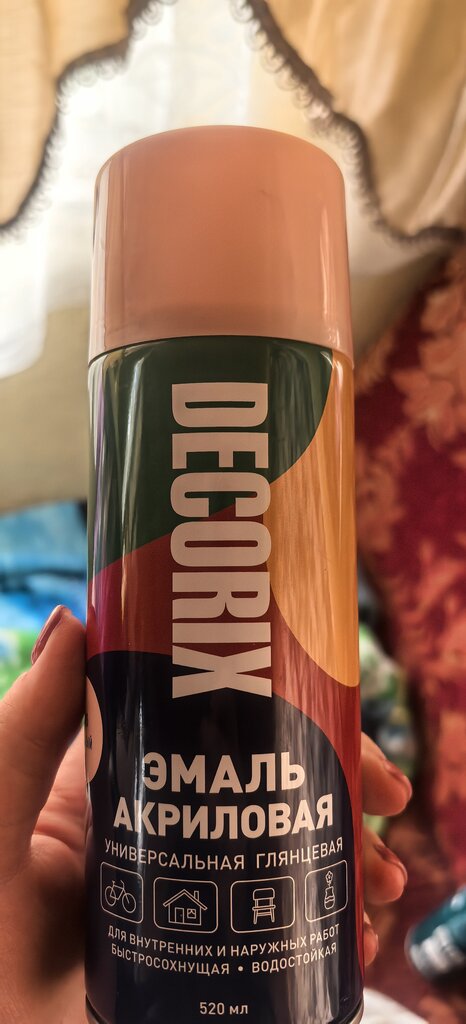 DECORIX
ЭМАЛЬ
АКРИЛОВАЯ
УНИВЕРСАЛЬНАЯ ГЛЯНЦЕВАЯ
ДЛЯ ВНУТРЕННИХ И НАРУЖНЫХ РАБОТ
БЫСТРОСОХНУЩАЯ • ВОДОСТОЙКАЯ
520 мл